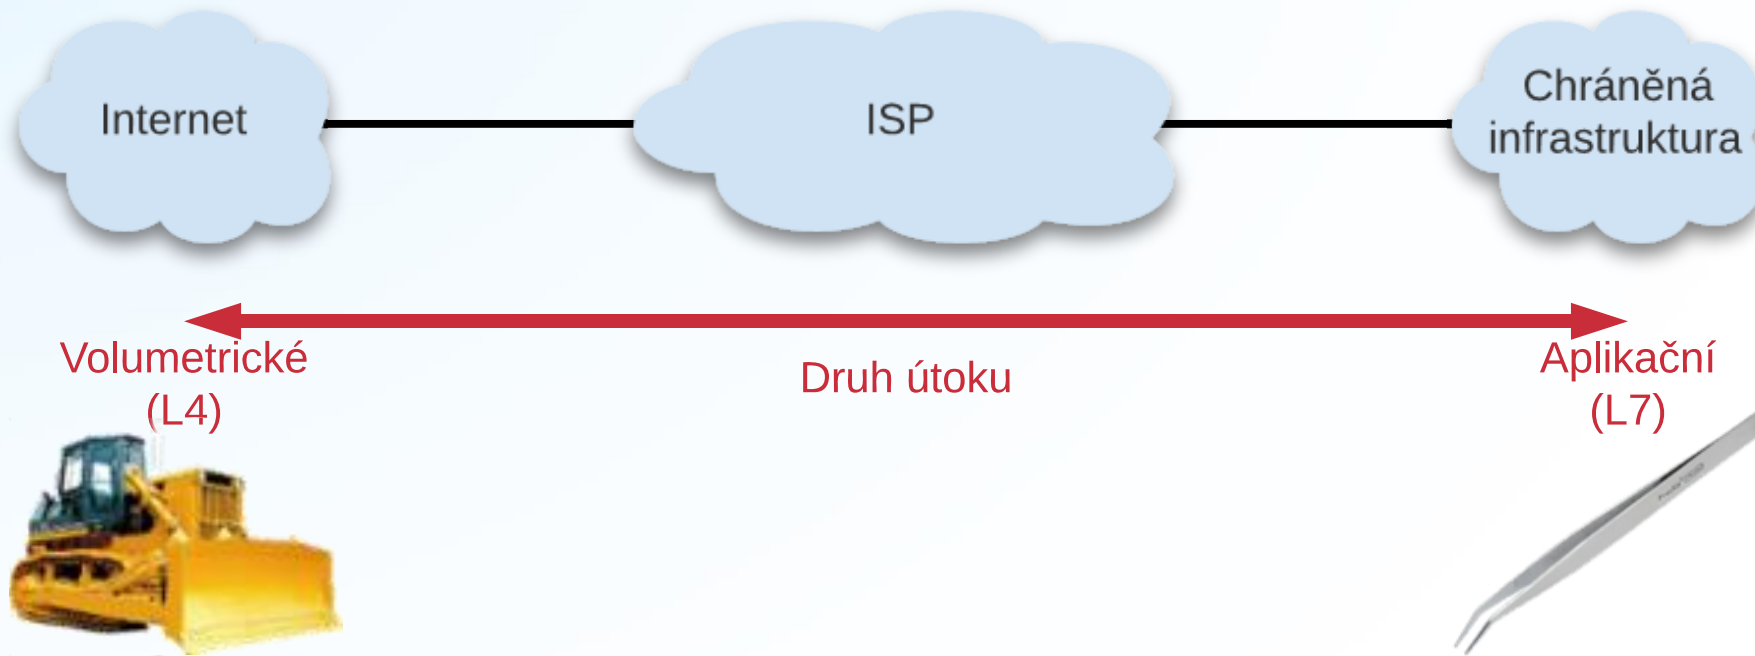 Internet
ISP
Chráněná
infrastruktura
Volumetrické
(L4)
Druh útoku
Aplikační
(L7)